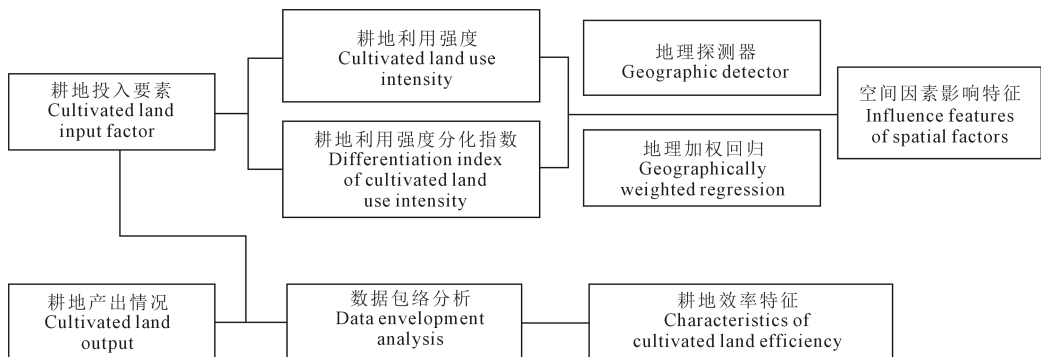 耕地投入要素
Cultivated land
input factor
耕地利用强度
Cultivated land use
intensity
耕地利用强度分化指数
Differentiation index
of cultivated land
use intensity
地理探测器
Geographic detector
地理加权回归
Geographically
weighted regression
空间因素影响特征
Influence features
of spatial factors
耕地产出情况
Cultivated land
output
数据包络分析
Data envelopment
analysis
耕地效率特征
Characteristics of
cultivated land efficiency